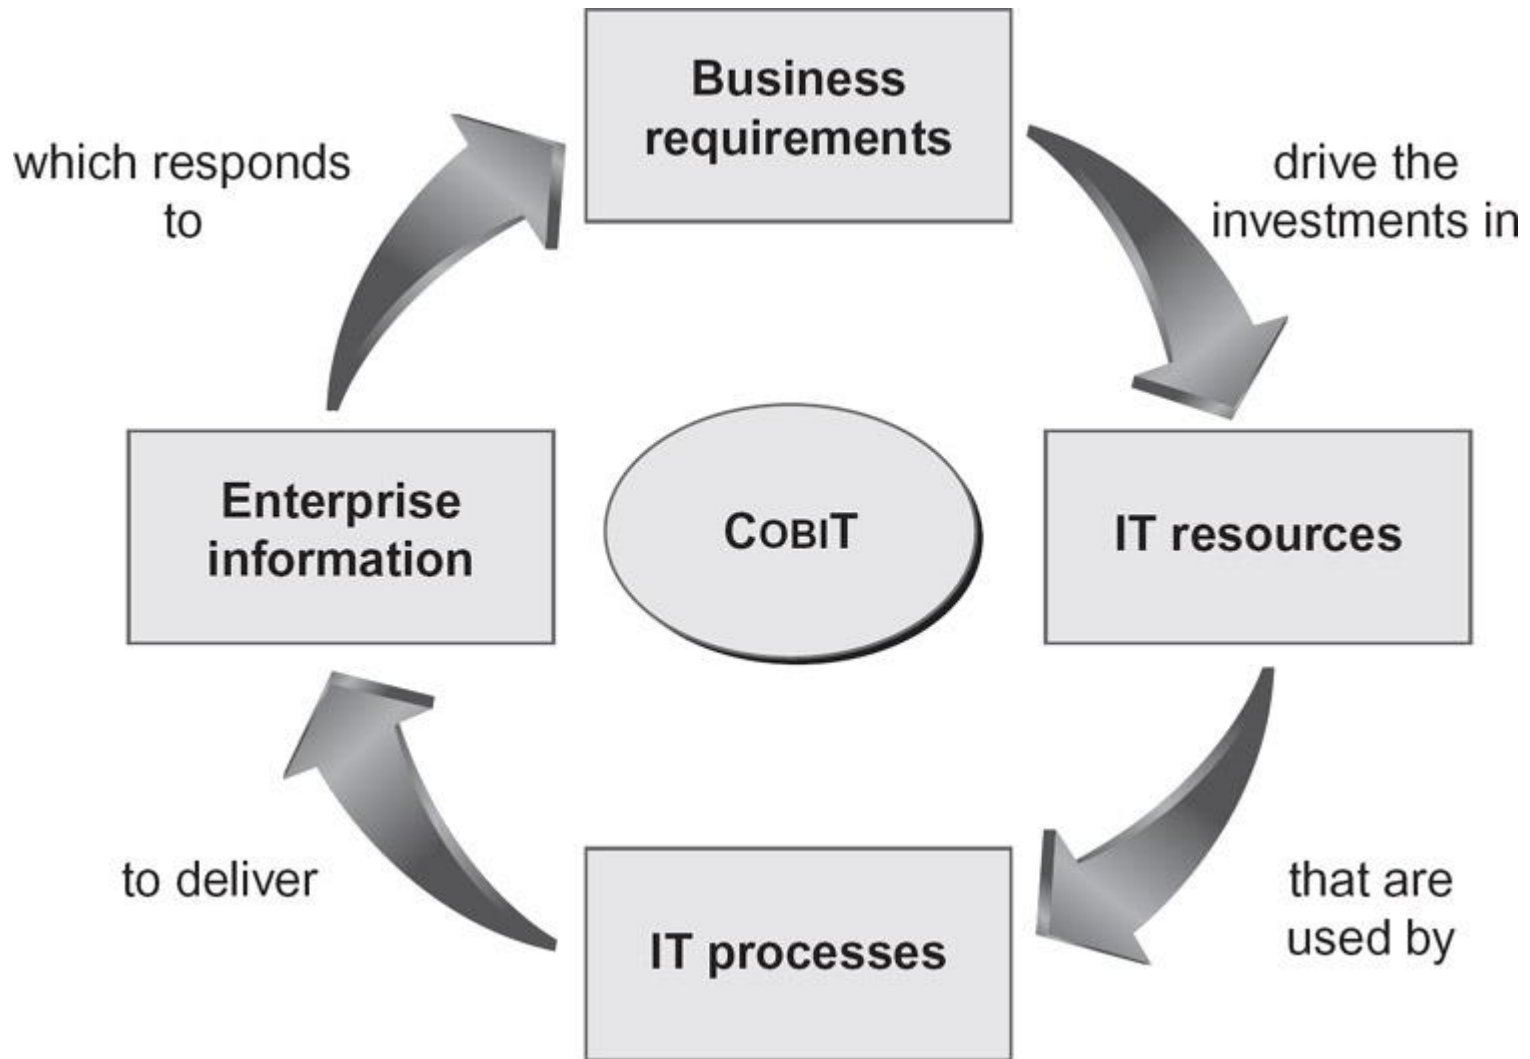 Business
requirements
which responds
to
drive the
investments in
Enterprise
information
COBIT
IT resources
to deliver
that are
used by
IT processes